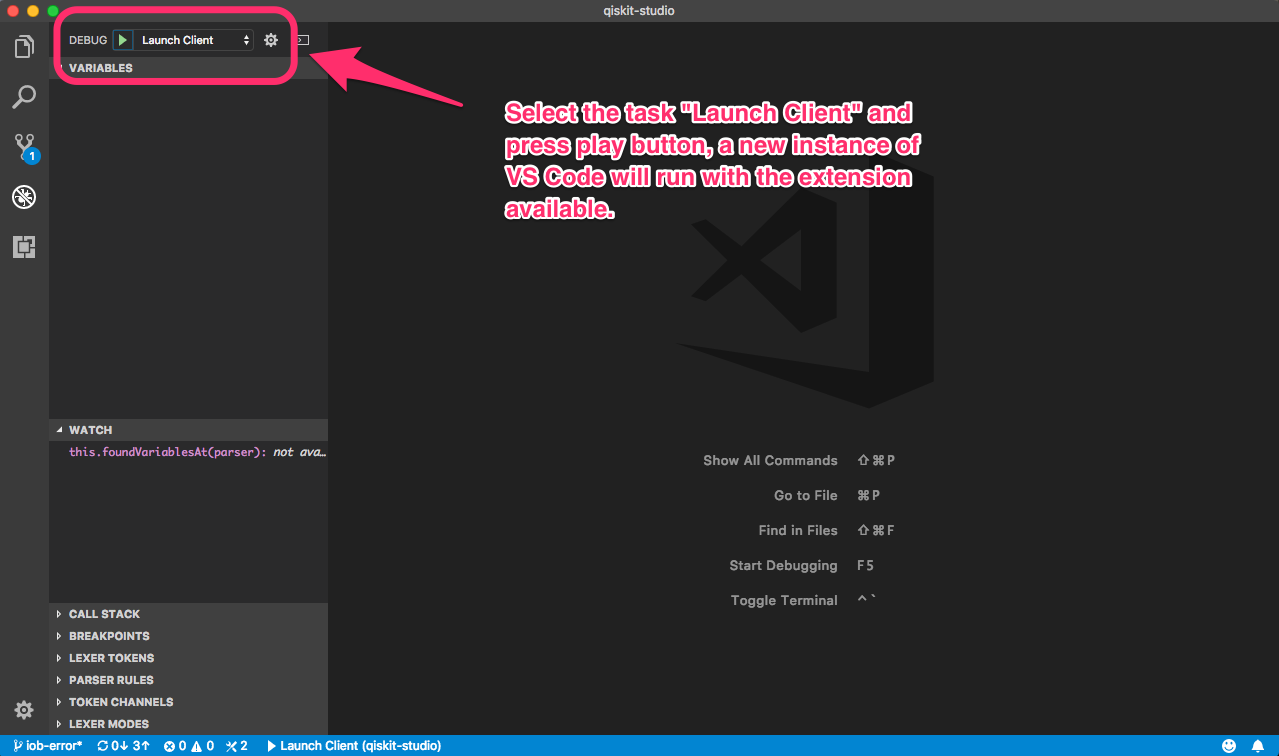 qiskit-studio
DEBUG Launch Client
VARIABLES
Select the task "Launch Client" and
press play button, a new instance of
VS Code will run with the extension
available.
1
WATCH
this.foundVariablesAt(parser): not ava…
Show All Commands ⇧⌘P
Go to File ⌘P
Find in Files ⇧⌘F
Start Debugging F5
Toggle Terminal ^`
CALL STACK
BREAKPOINTS
LEXER TOKENS
PARSER RULES
TOKEN CHANNELS
LEXER MODES
iob-error* 0↓ 3↑ 0 0 2 Launch Client (qiskit-studio)